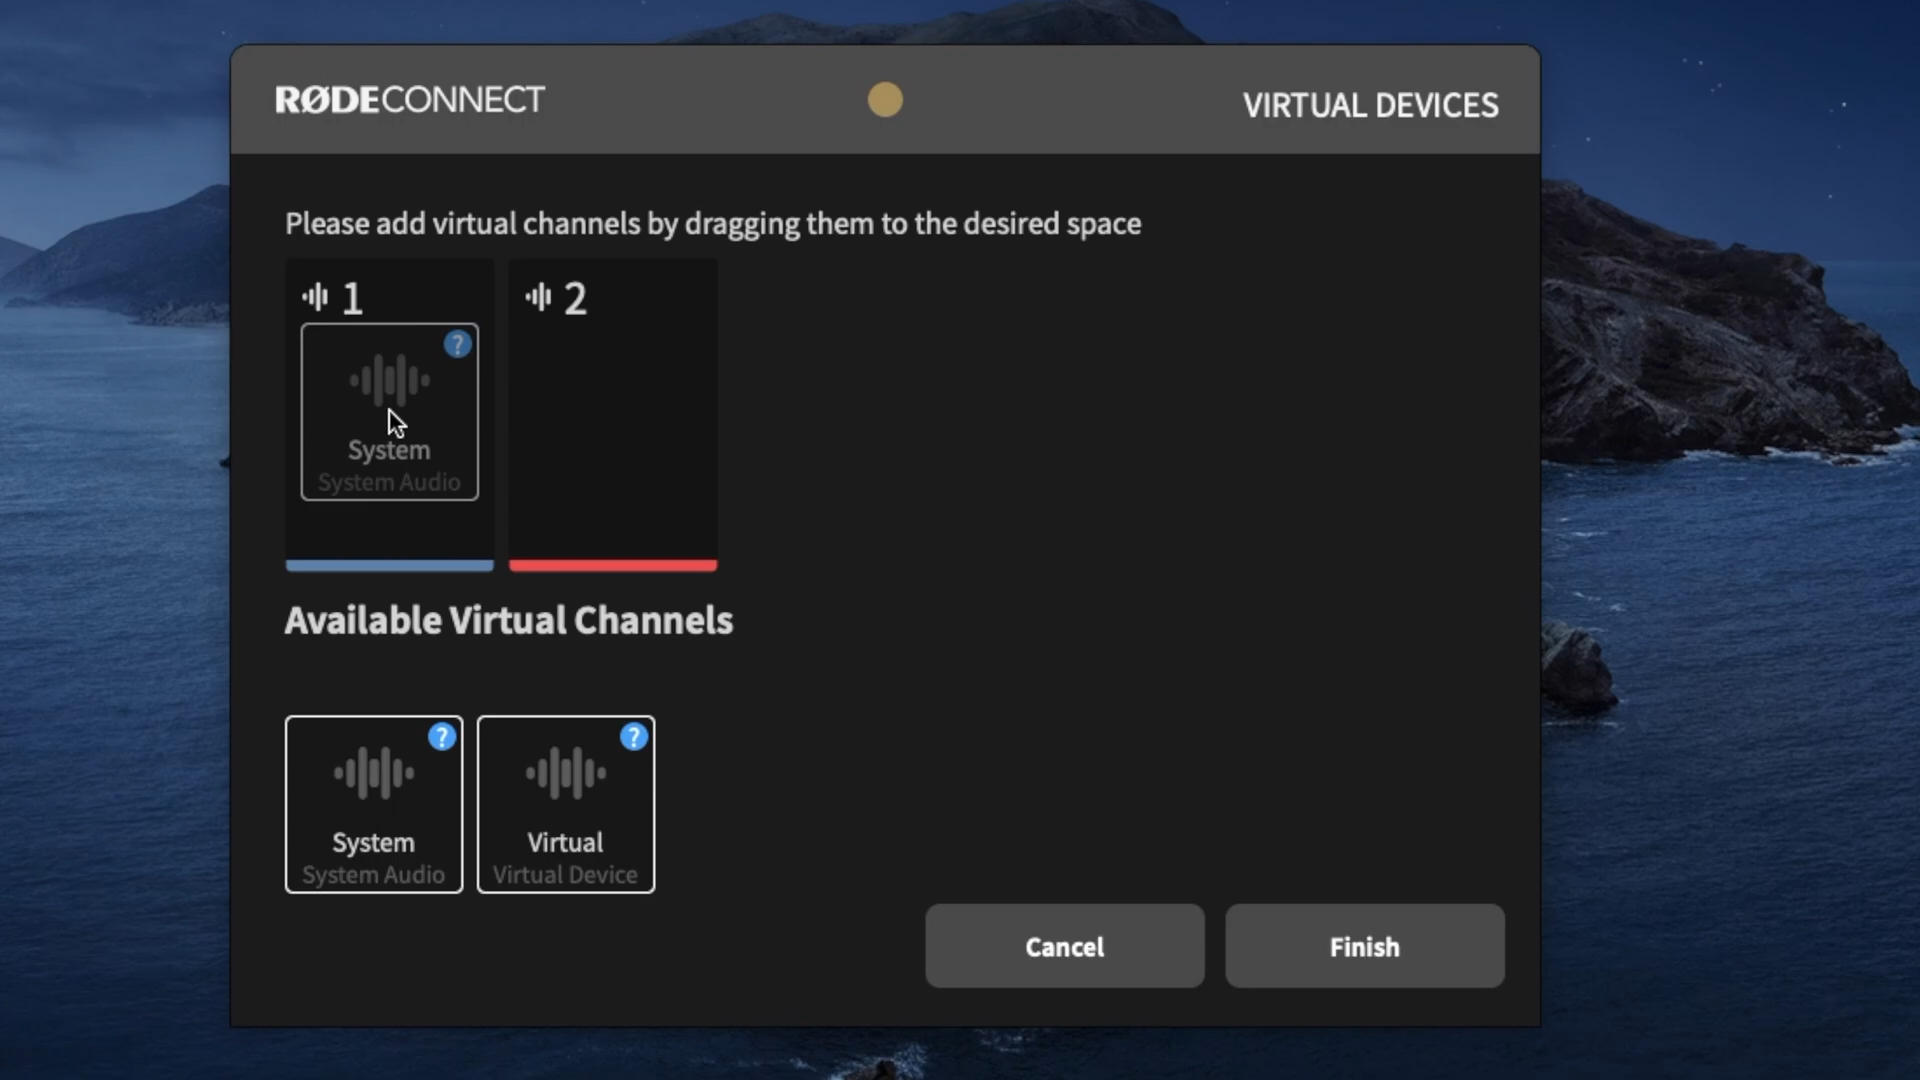 RØDECONNECT
VIRTUAL DEVICES
Please add virtual channels by dragging them to the desired space
1
2
?
System
System Audio
Available Virtual Channels
?
?
System
System Audio
Virtual
Virtual Device
Cancel
Finish